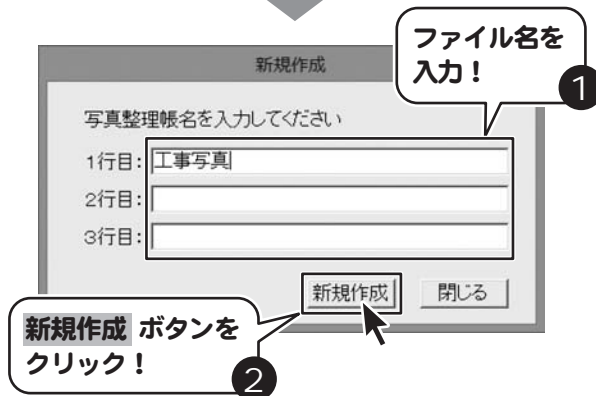 ファイル名を
入力！
1
新規作成
写真整理帳名を入力してください
1行目：工事写真
2行目：
3行目：
新規作成 閉じる
新規作成 ボタンを
クリック！
2